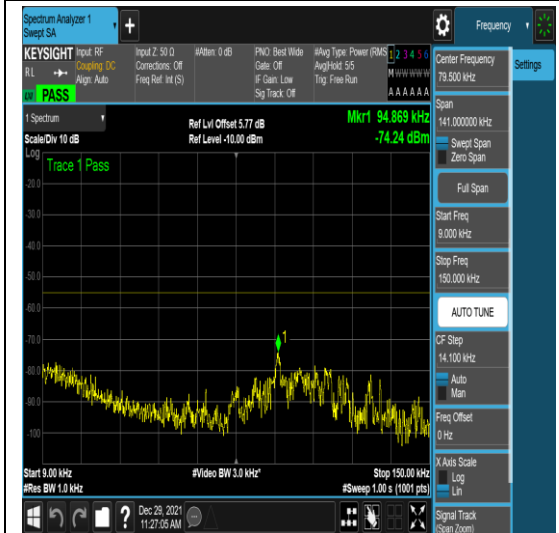 Spectrum Analyzer 1
Swept SA
Frequency
KEYSIGHT
RL
PASS
Input: RF
Coupling: DC
Align: Auto
Input Z: 50 Ω
Corrections: Off
Freq Ref: Int (S)
#Atten: 0 dB
PNO: Best Wide
Gate: Off
IF Gain: Low
Sig Track: Off
#Avg Type: Power (RMS
Avg|Hold: 5/5
Trig: Free Run
1 2 3 4 5 6
M W W W W W
A A A A A A
1 Spectrum
Scale/Div 10 dB
Ref Lvl Offset 5.77 dB
Ref Level -10.00 dBm
Mkr1 94.869 kHz
-74.24 dBm
Log
Trace 1 Pass
-20.0
-30.0
-40.0
-50.0
-60.0
-70.0
-80.0
-90.0
-100
1
Start 9.00 kHz
#Res BW 1.0 kHz
#Video BW 3.0 kHz*
Stop 150.00 kHz
#Sweep 1.00 s (1001 pts)
?
Dec 29, 2021
11:27:05 AM
Center Frequency
79.500 kHz
Span
141.000000 kHz
Swept Span
Zero Span
Full Span
Start Freq
9.000 kHz
Stop Freq
150.000 kHz
AUTO TUNE
CF Step
14.100 kHz
Auto
Man
Freq Offset
0 Hz
X Axis Scale
Log
Lin
Signal Track
(Span Zoom)
Settings